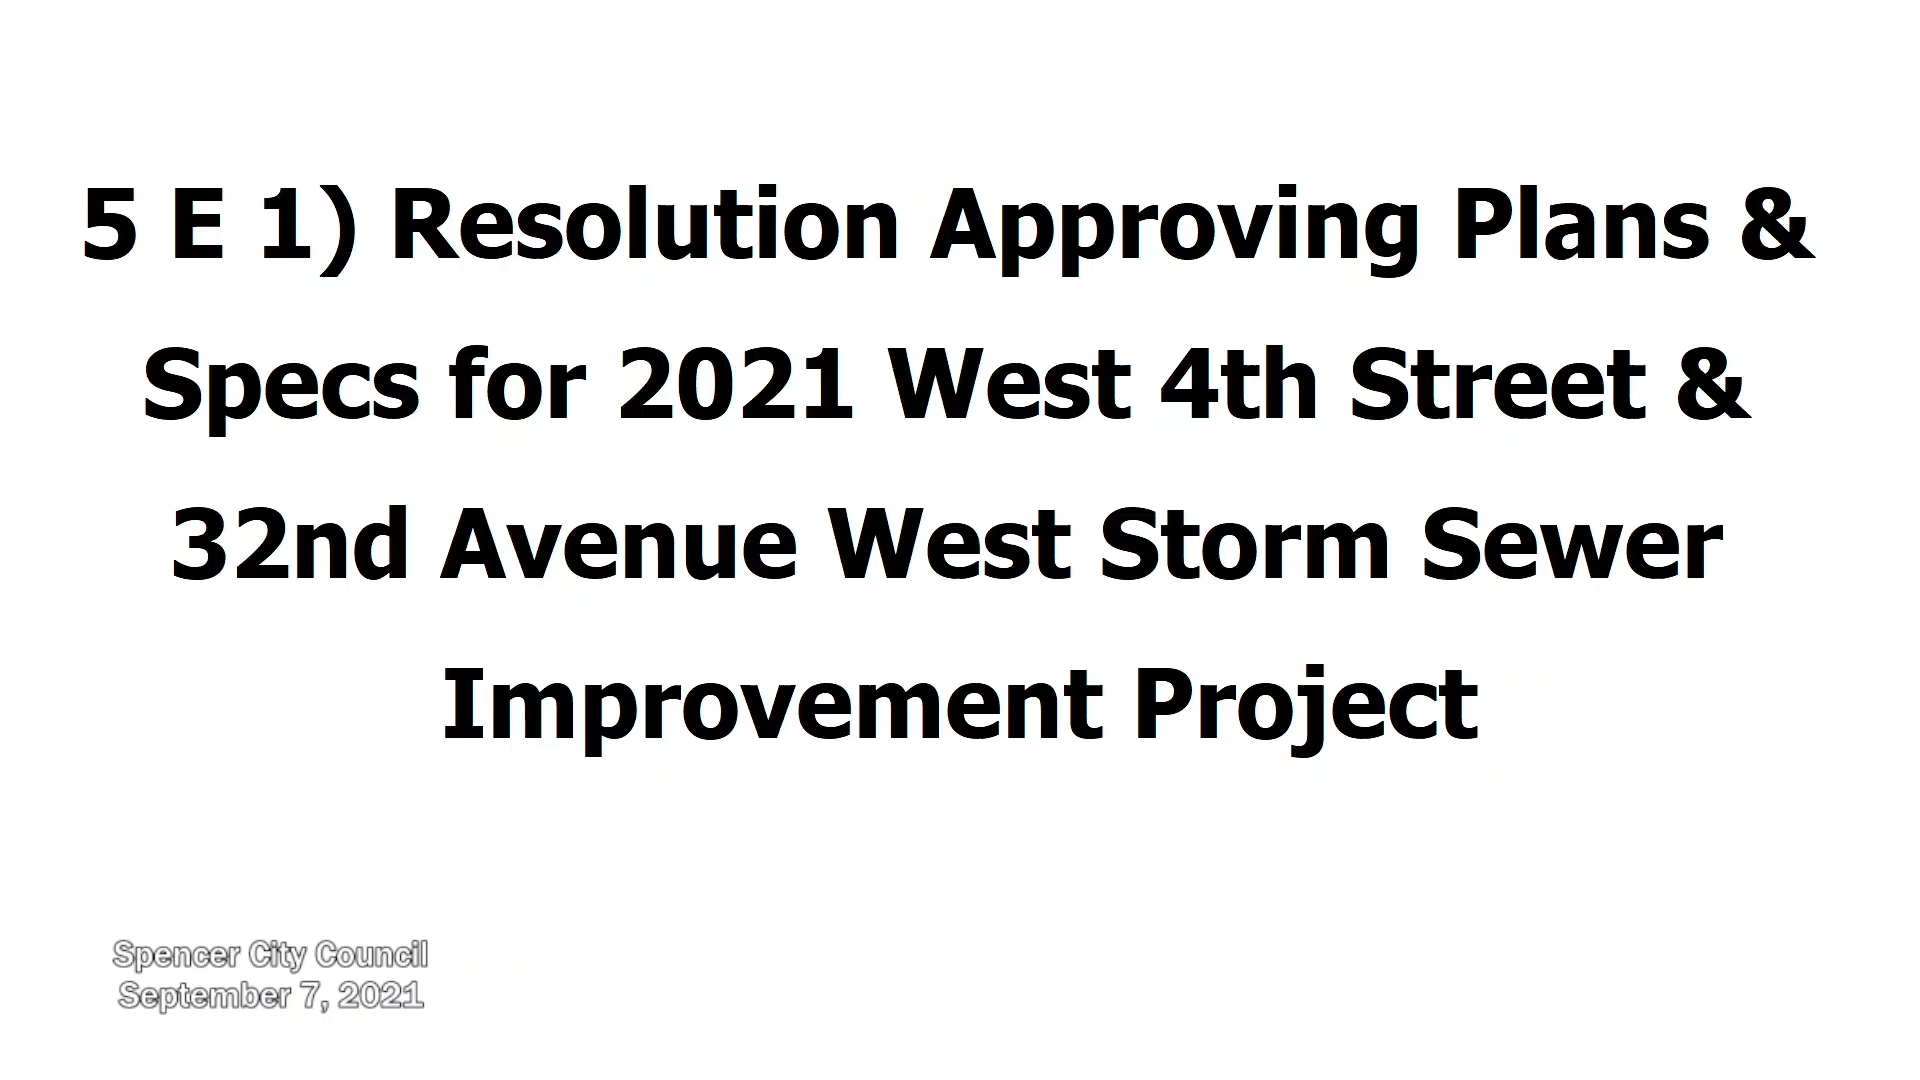 5 E 1) Resolution Approving Plans &
Specs for 2021 West 4th Street &
32nd Avenue West Storm Sewer
Improvement Project
Spencer City Council
September 7, 2021